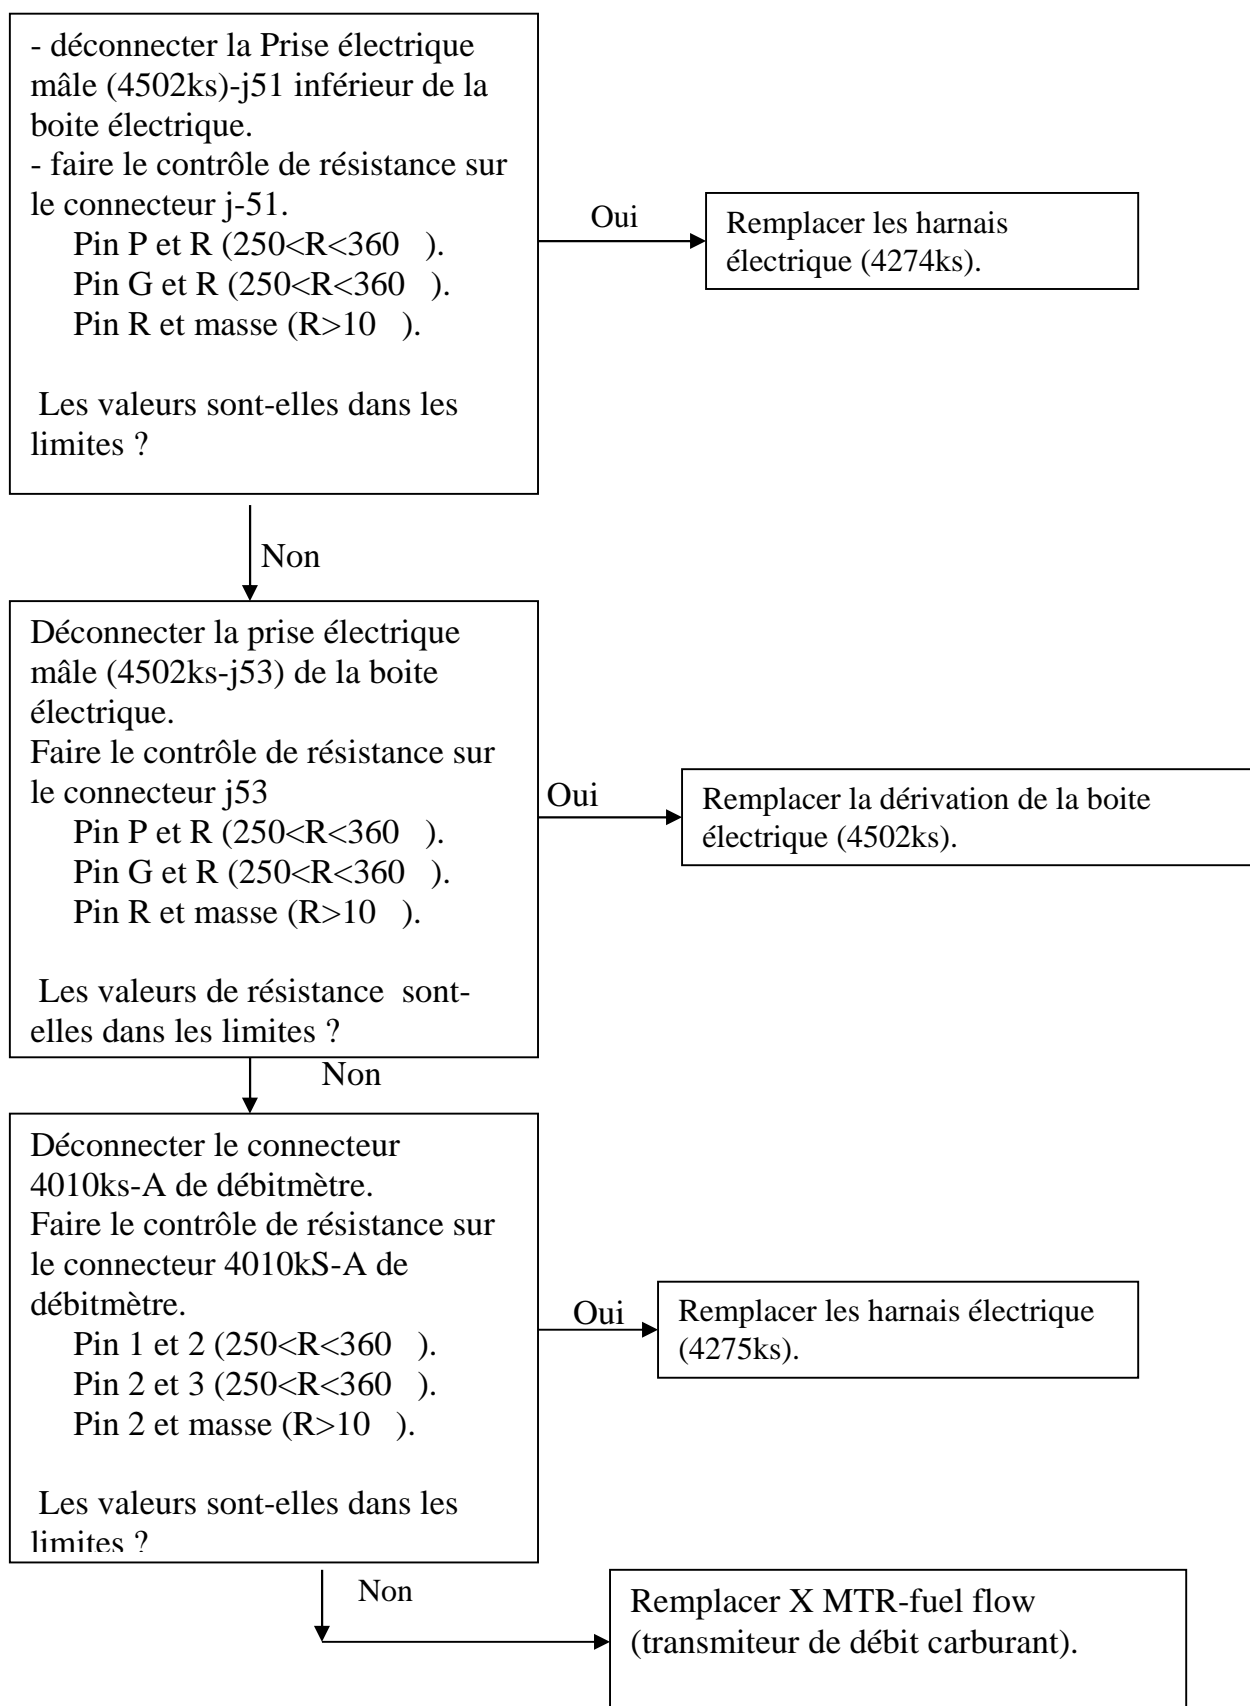 - déconnecter la Prise électrique
mâle (4502ks)-j51 inférieur de la
boite électrique.
- faire le contrôle de résistance sur
le connecteur j-51.
Pin P et R (250<R<360   ).
Pin G et R (250<R<360   ).
Pin R et masse (R>10   ).
Les valeurs sont-elles dans les
limites ?
Oui
Remplacer les harnais
électrique (4274ks).
Non
Déconnecter la prise électrique
mâle (4502ks-j53) de la boite
électrique.
Faire le contrôle de résistance sur
le connecteur j53
Pin P et R (250<R<360   ).
Pin G et R (250<R<360   ).
Pin R et masse (R>10   ).
Les valeurs de résistance  sont-
elles dans les limites ?
Oui
Remplacer la dérivation de la boite
électrique (4502ks).
Non
Déconnecter le connecteur
4010ks-A de débitmètre.
Faire le contrôle de résistance sur
le connecteur 4010kS-A de
débitmètre.
Pin 1 et 2 (250<R<360   ).
Pin 2 et 3 (250<R<360   ).
Pin 2 et masse (R>10   ).
Les valeurs sont-elles dans les
limites ?
Oui
Remplacer les harnais électrique
(4275ks).
Non
Remplacer X MTR-fuel flow
(transmiteur de débit carburant).